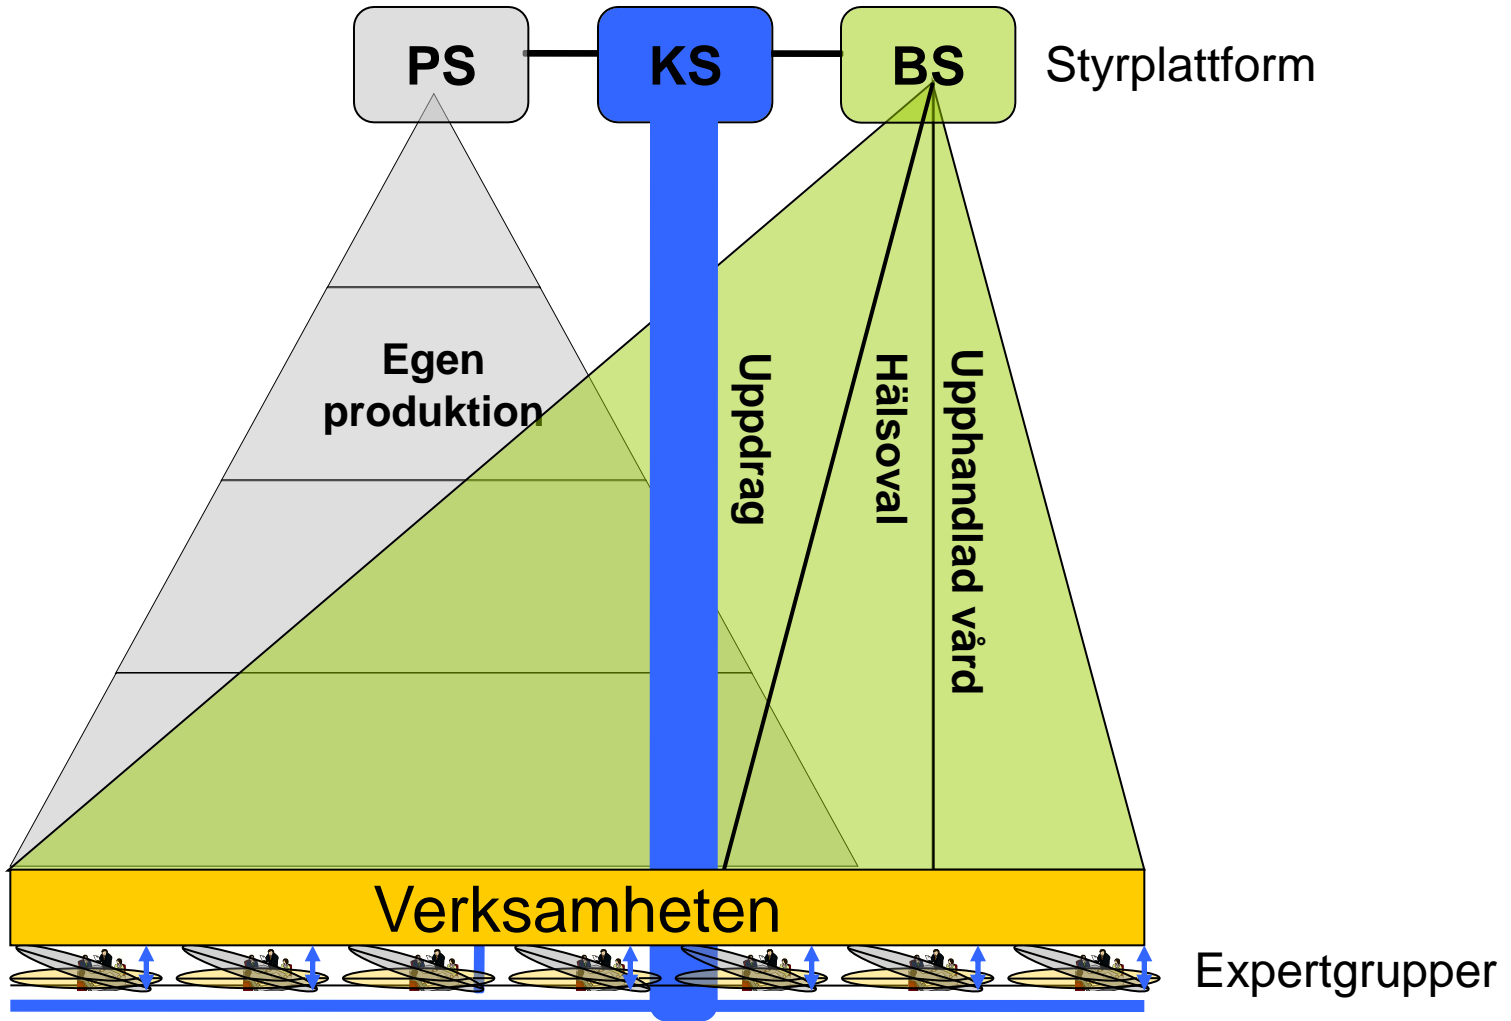 PS
KS
BS
Styrplattform
Egen
produktion
Uppdrag
Hälsoval
Upphandlad vård
Verksamheten
Expertgrupper